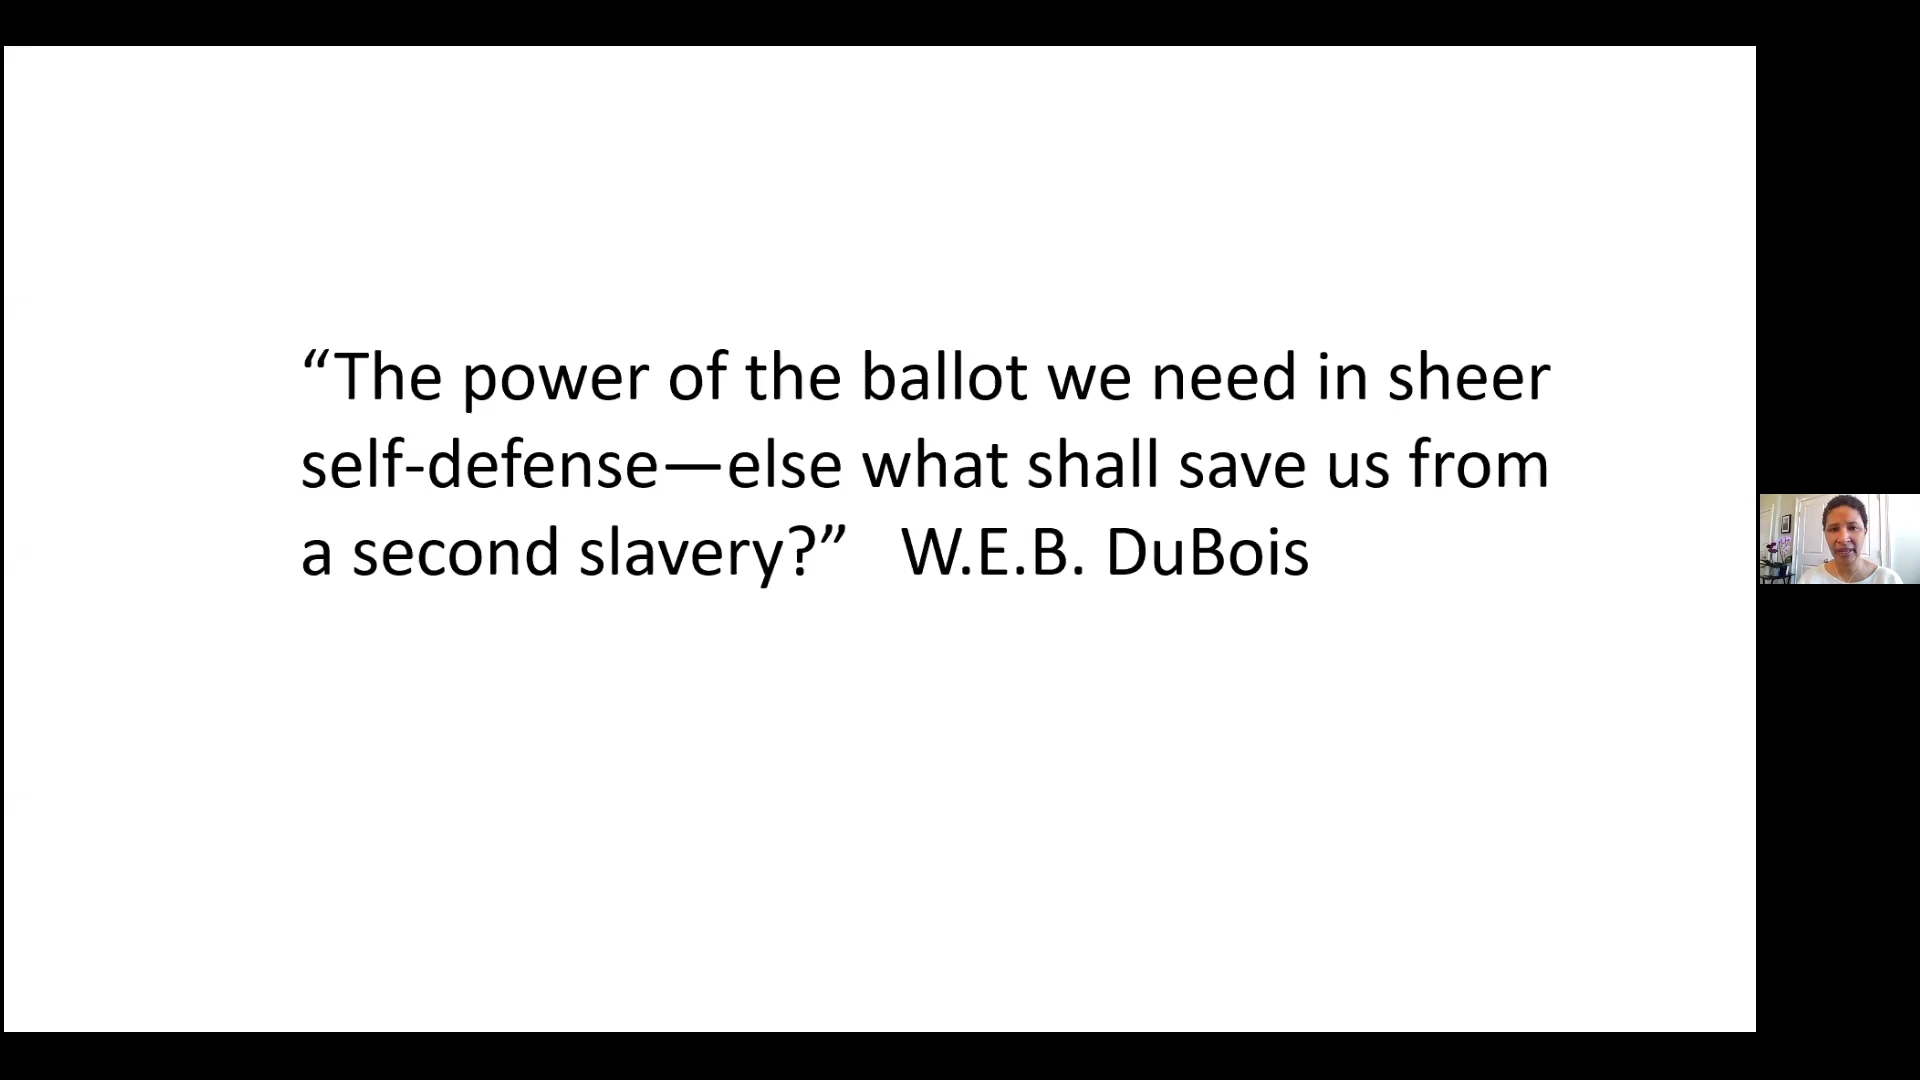 “The power of the ballot we need in sheer
self-defense—else what shall save us from
a second slavery?”   W.E.B. DuBois